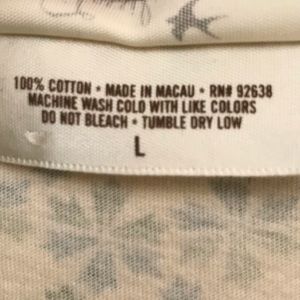 100% COTTON • MADE IN MACAU • RN# 92638
MACHINE WASH COLD WITH LIKE COLORS
DO NOT BLEACH • TUMBLE DRY LOW
L